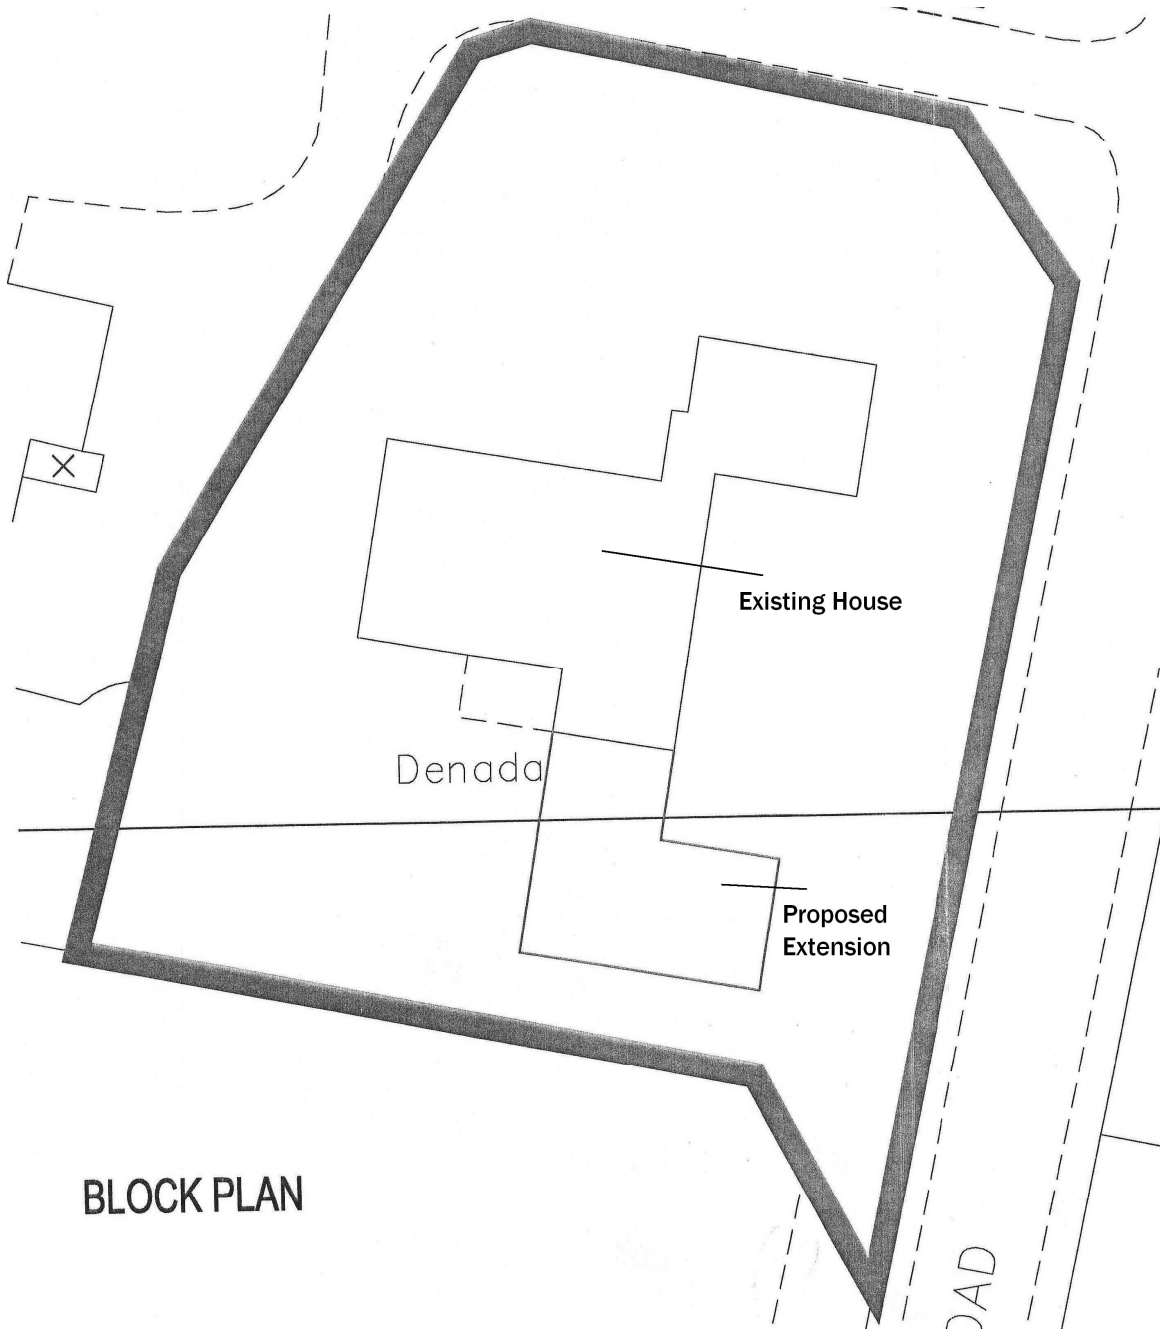 Existing House
Denada
Proposed
Extension
BLOCK PLAN
OAD